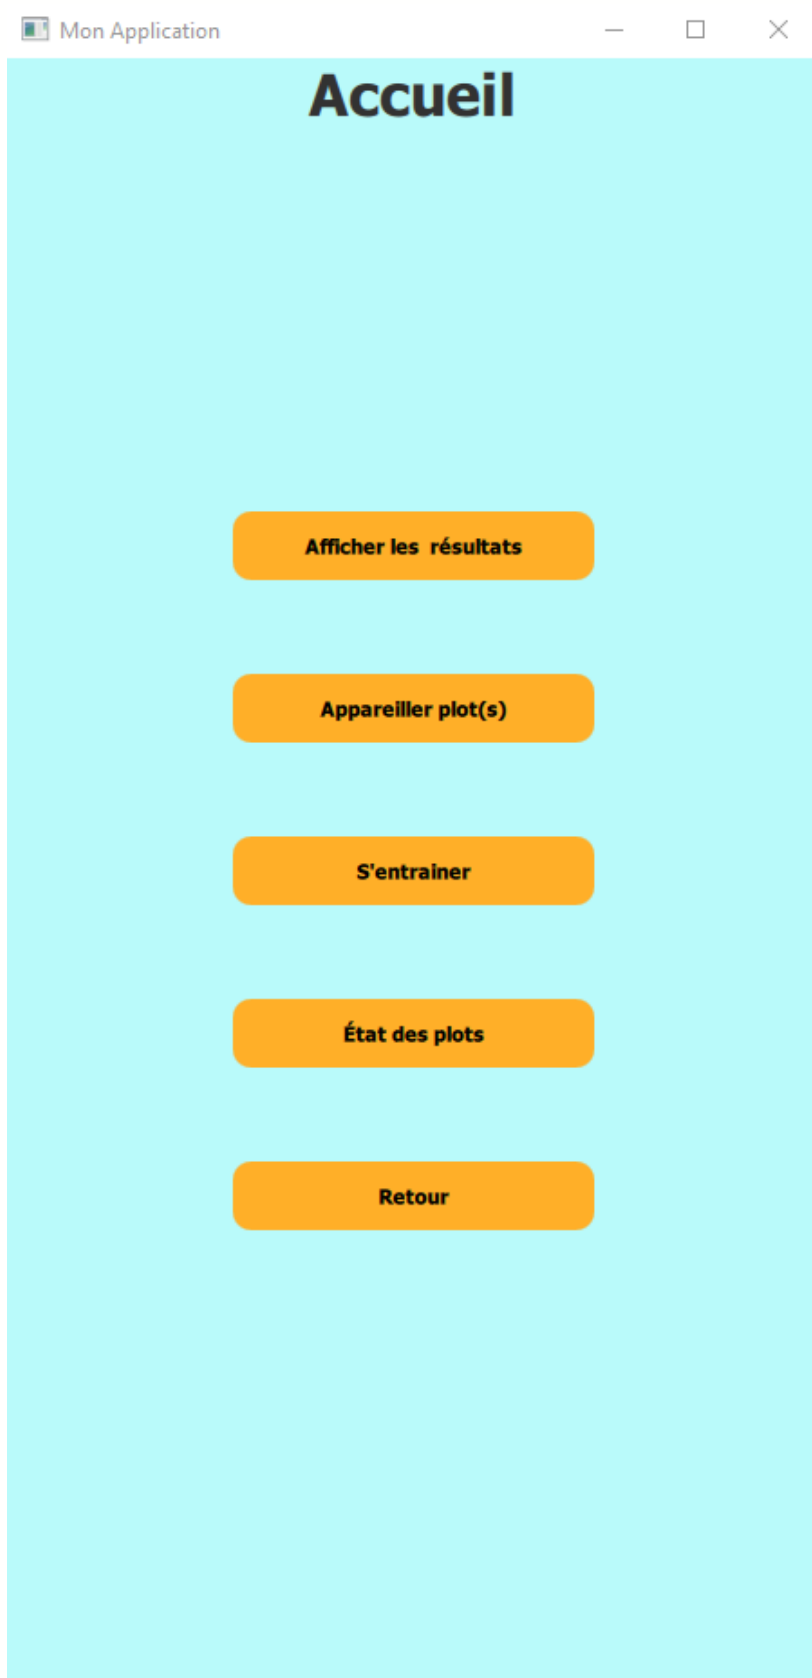 Mon Application
Accueil
Afficher les  résultats
Appareiller plot(s)
S'entrainer
État des plots
Retour